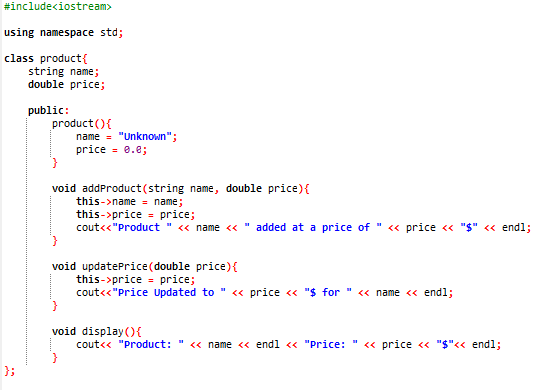 #include<iostream>
using namespace std;
class product{
string name;
double price;
public:
product(){
name = "Unknown";
price = 0.0;
}
void addProduct(string name, double price){
this->name = name;
this->price = price;
cout<<"Product " << name << " added at a price of " << price << "$" << endl;
}
void updatePrice(double price){
this->price = price;
cout<<"Price Updated to " << price << "$ for " << name << endl;
}
void display(){
cout<< "Product: " << name << endl << "Price: " << price << "$"<< endl;
}
};